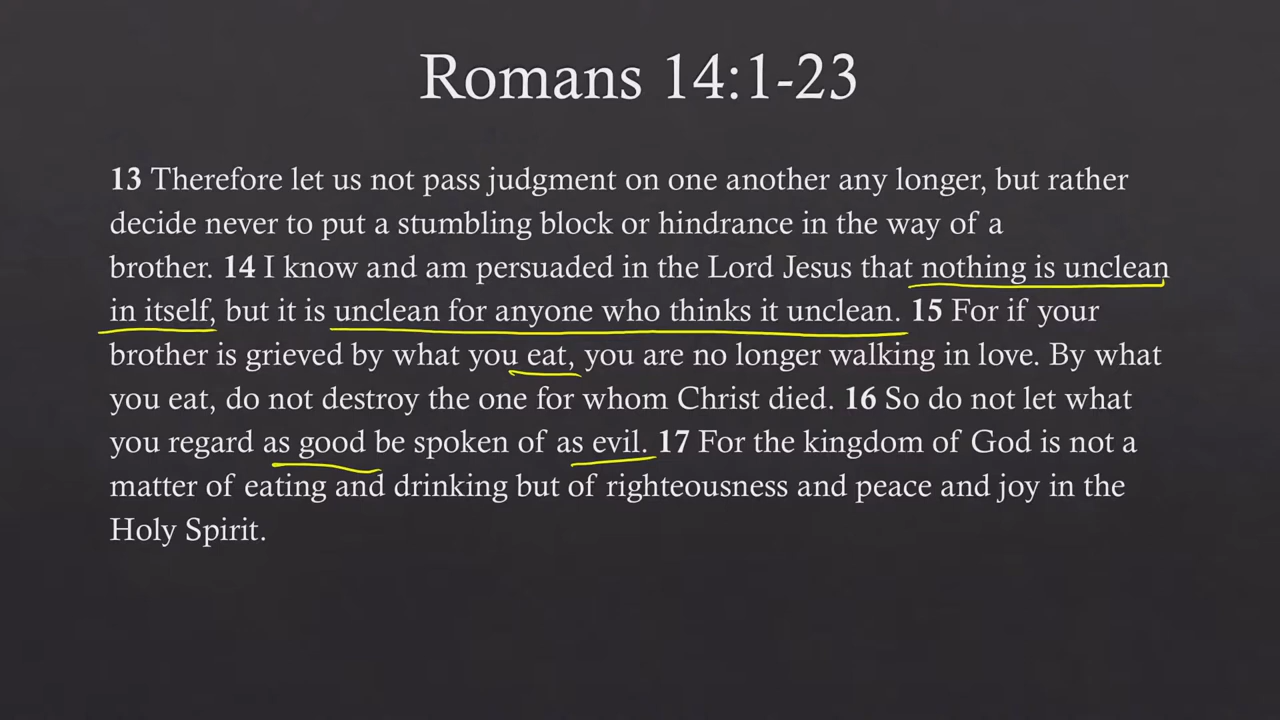 Romans 14:1-23
13 Therefore let us not pass judgment on one another any longer, but rather
decide never to put a stumbling block or hindrance in the way of a
brother. 14 I know and am persuaded in the Lord Jesus that nothing is unclean
in itself, but it is unclean for anyone who thinks it unclean. 15 For if your
brother is grieved by what you eat, you are no longer walking in love. By what
you eat, do not destroy the one for whom Christ died. 16 So do not let what
you regard as good be spoken of as evil. 17 For the kingdom of God is not a
matter of eating and drinking but of righteousness and peace and joy in the
Holy Spirit.